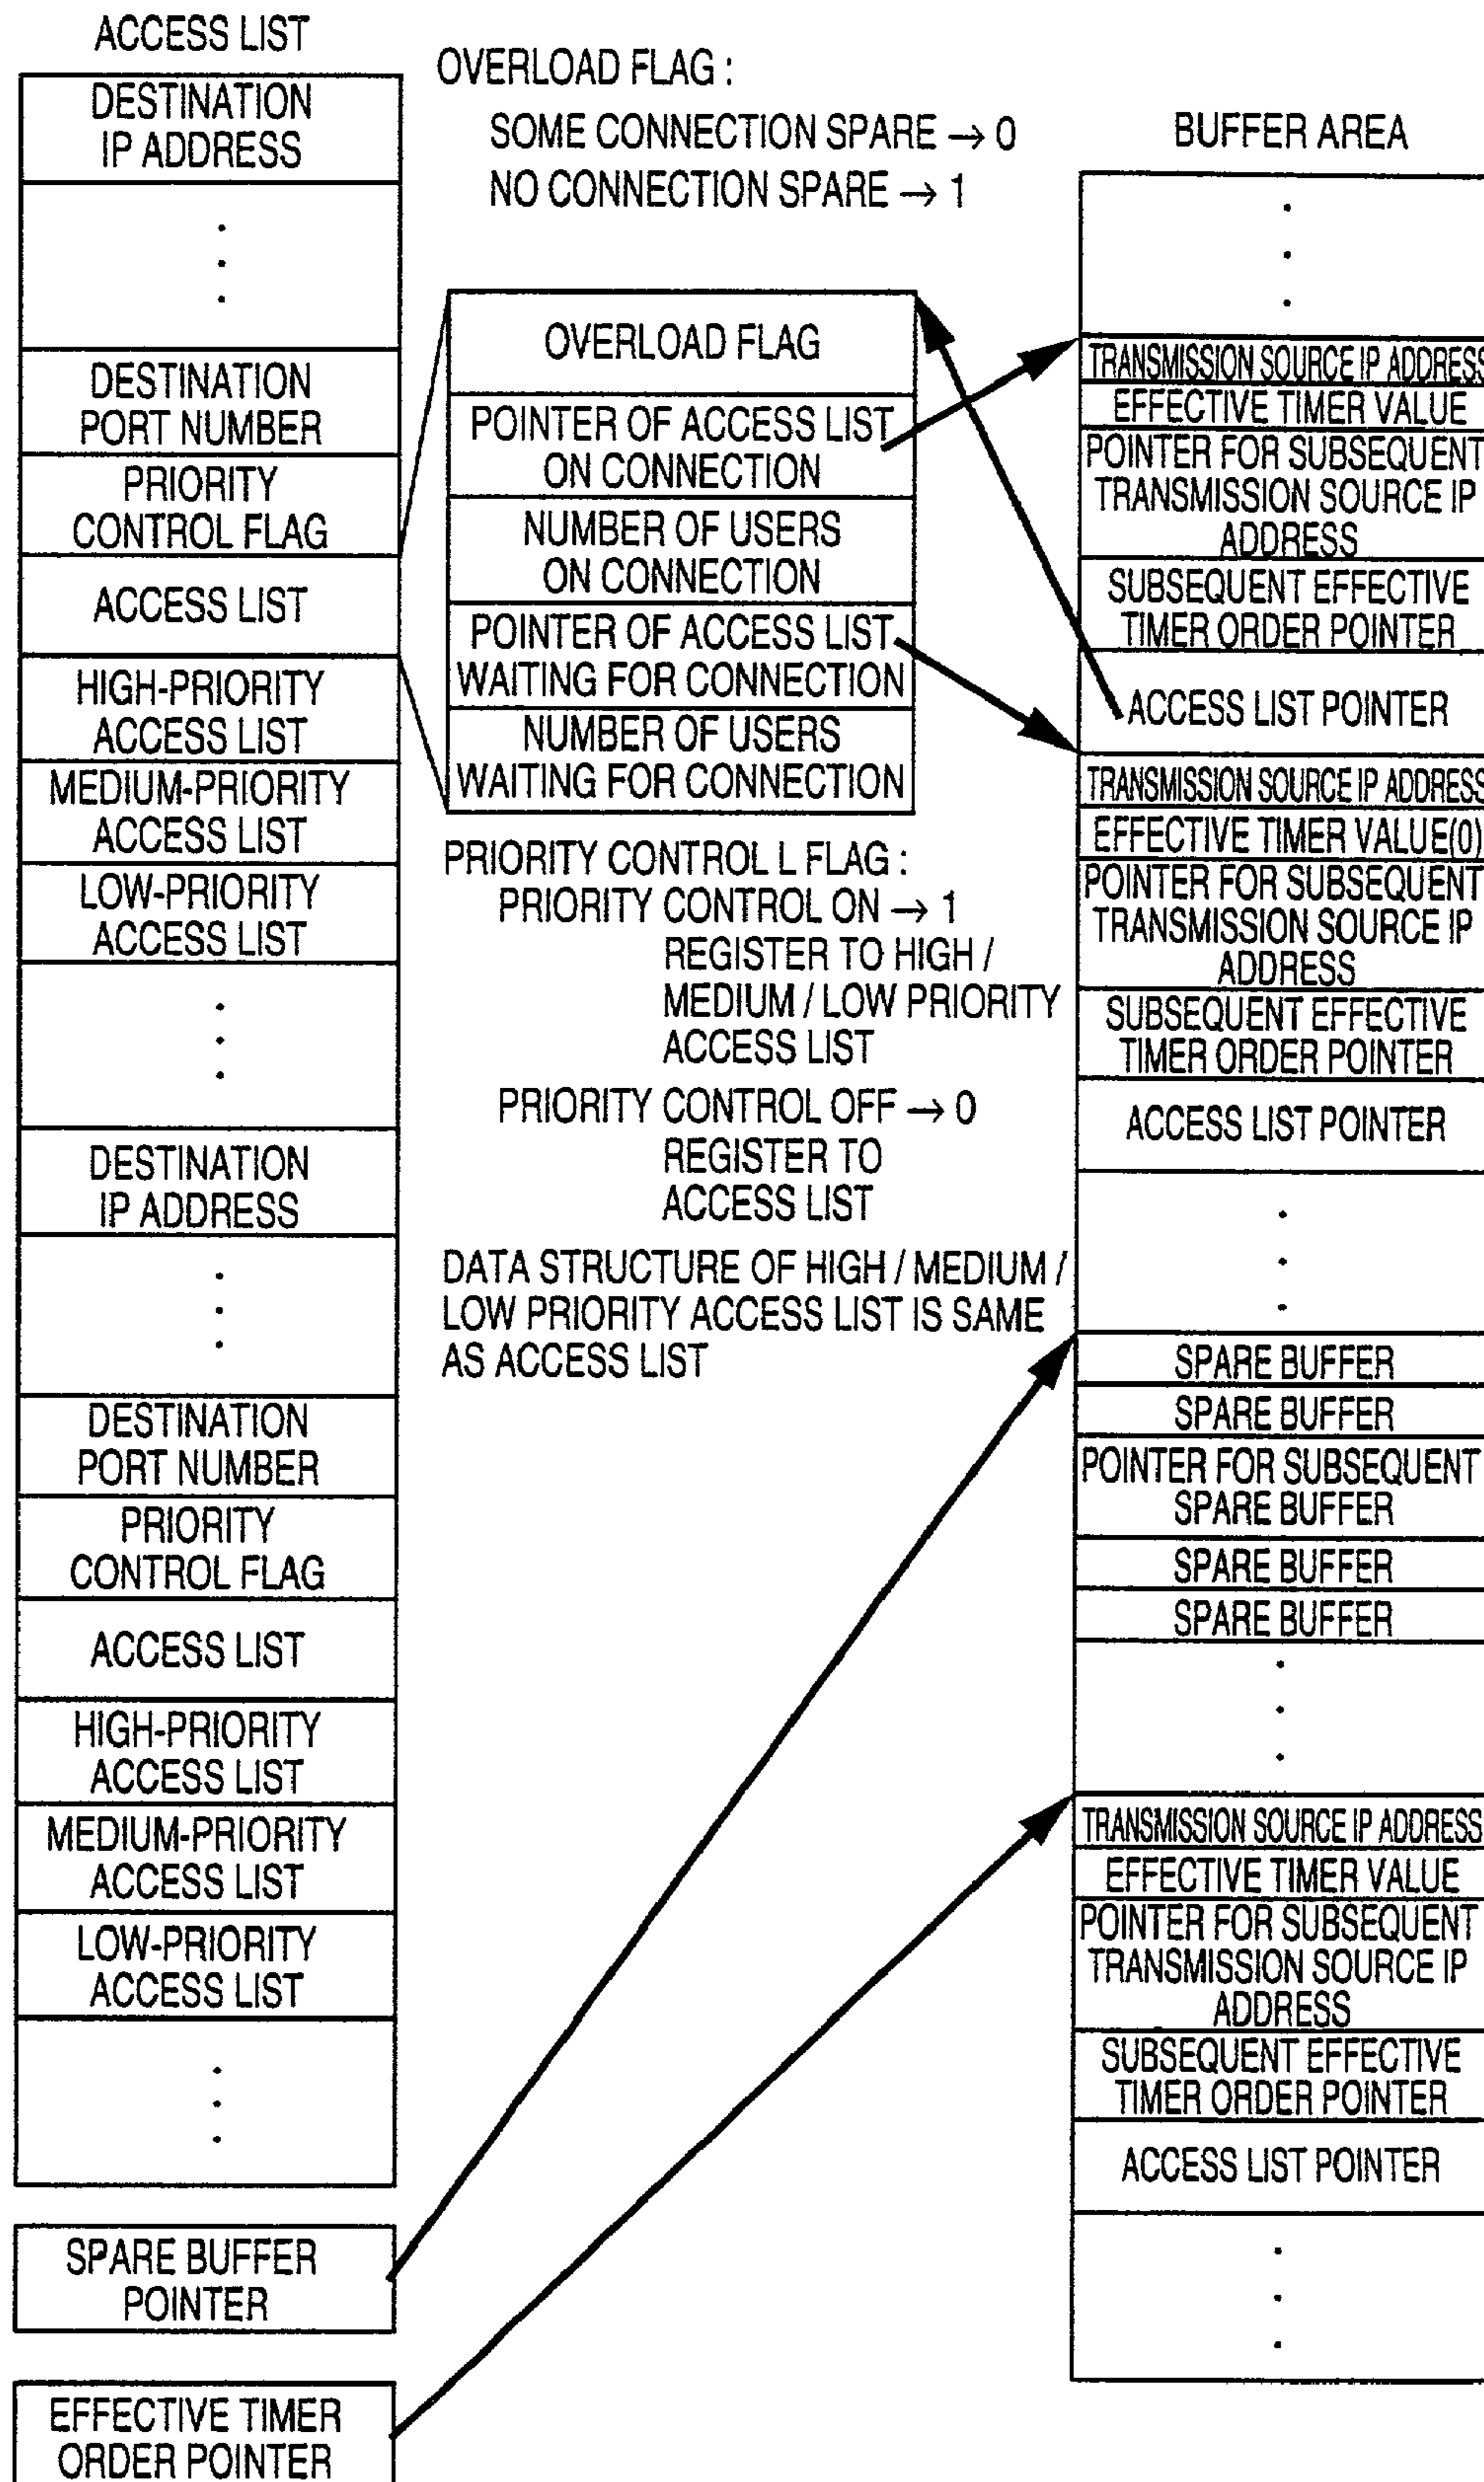 ACCESS LIST
DESTINATION
IP ADDRESS
DESTINATION
PORT NUMBER
PRIORITY
CONTROL FLAG
ACCESS LIST
HIGH-PRIORITY
ACCESS LIST
MEDIUM-PRIORITY
ACCESS LIST
LOW-PRIORITY
ACCESS LIST
DESTINATION
IP ADDRESS
DESTINATION
PORT NUMBER
PRIORITY
CONTROL FLAG
ACCESS LIST
HIGH-PRIORITY
ACCESS LIST
MEDIUM-PRIORITY
ACCESS LIST
LOW-PRIORITY
ACCESS LIST
SPARE BUFFER
POINTER
EFFECTIVE TIMER
ORDER POINTER
OVERLOAD FLAG :
SOME CONNECTION SPARE → 0
NO CONNECTION SPARE → 1
OVERLOAD FLAG
POINTER OF ACCESS LIST
ON CONNECTION
NUMBER OF USERS
ON CONNECTION
POINTER OF ACCESS LIST
WAITING FOR CONNECTION
NUMBER OF USERS
WAITING FOR CONNECTION
PRIORITY CONTROL L FLAG :
PRIORITY CONTROL ON → 1
REGISTER TO HIGH /
MEDIUM / LOW PRIORITY
ACCESS LIST
PRIORITY CONTROL OFF → 0
REGISTER TO
ACCESS LIST
DATA STRUCTURE OF HIGH / MEDIUM /
LOW PRIORITY ACCESS LIST IS SAME
AS ACCESS LIST
BUFFER AREA
TRANSMISSION SOURCE IP ADDRESS
EFFECTIVE TIMER VALUE
POINTER FOR SUBSEQUENT
TRANSMISSION SOURCE IP
ADDRESS
SUBSEQUENT EFFECTIVE
TIMER ORDER POINTER
ACCESS LIST POINTER
TRANSMISSION SOURCE IP ADDRESS
EFFECTIVE TIMER VALUE(0)
POINTER FOR SUBSEQUENT
TRANSMISSION SOURCE IP
ADDRESS
SUBSEQUENT EFFECTIVE
TIMER ORDER POINTER
ACCESS LIST POINTER
SPARE BUFFER
SPARE BUFFER
POINTER FOR SUBSEQUENT
SPARE BUFFER
SPARE BUFFER
SPARE BUFFER
TRANSMISSION SOURCE IP ADDRESS
EFFECTIVE TIMER VALUE
POINTER FOR SUBSEQUENT
TRANSMISSION SOURCE IP
ADDRESS
SUBSEQUENT EFFECTIVE
TIMER ORDER POINTER
ACCESS LIST POINTER